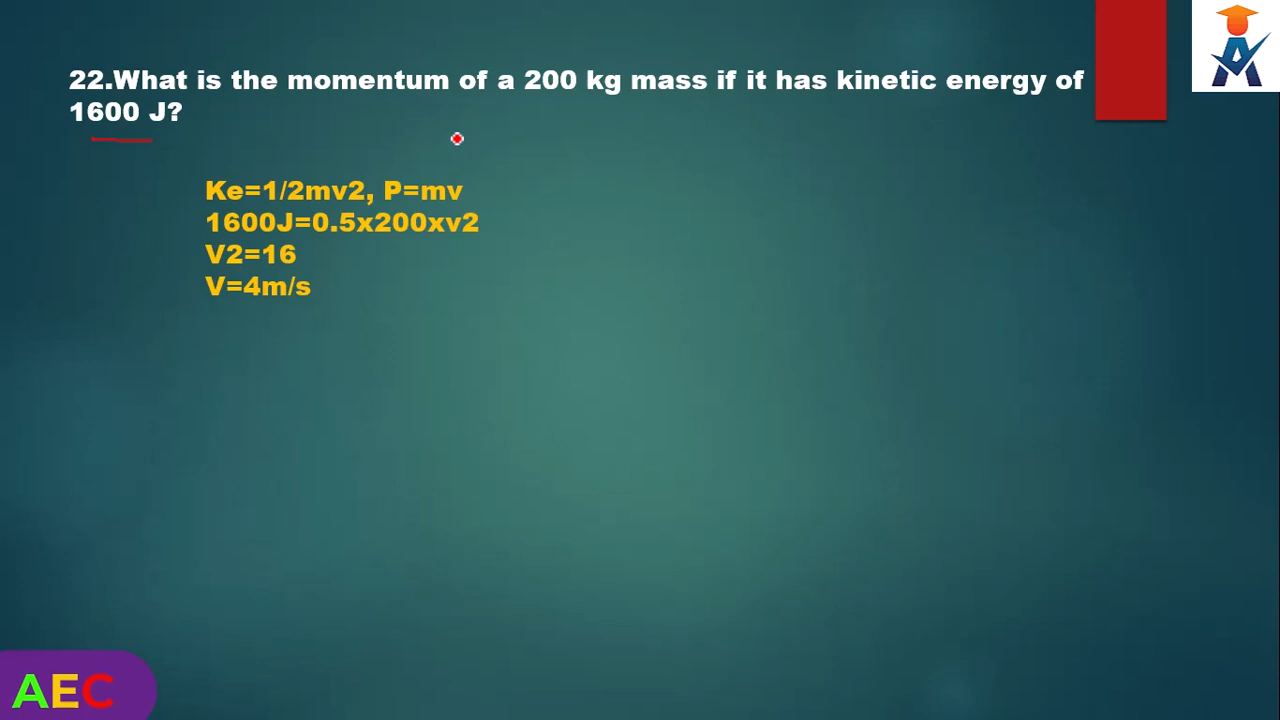 22.What is the momentum of a 200 kg mass if it has kinetic energy of
1600 J?
Ke=1/2mv2, P=mv
1600J=0.5x200xv2
V2=16
V=4m/s
AEC